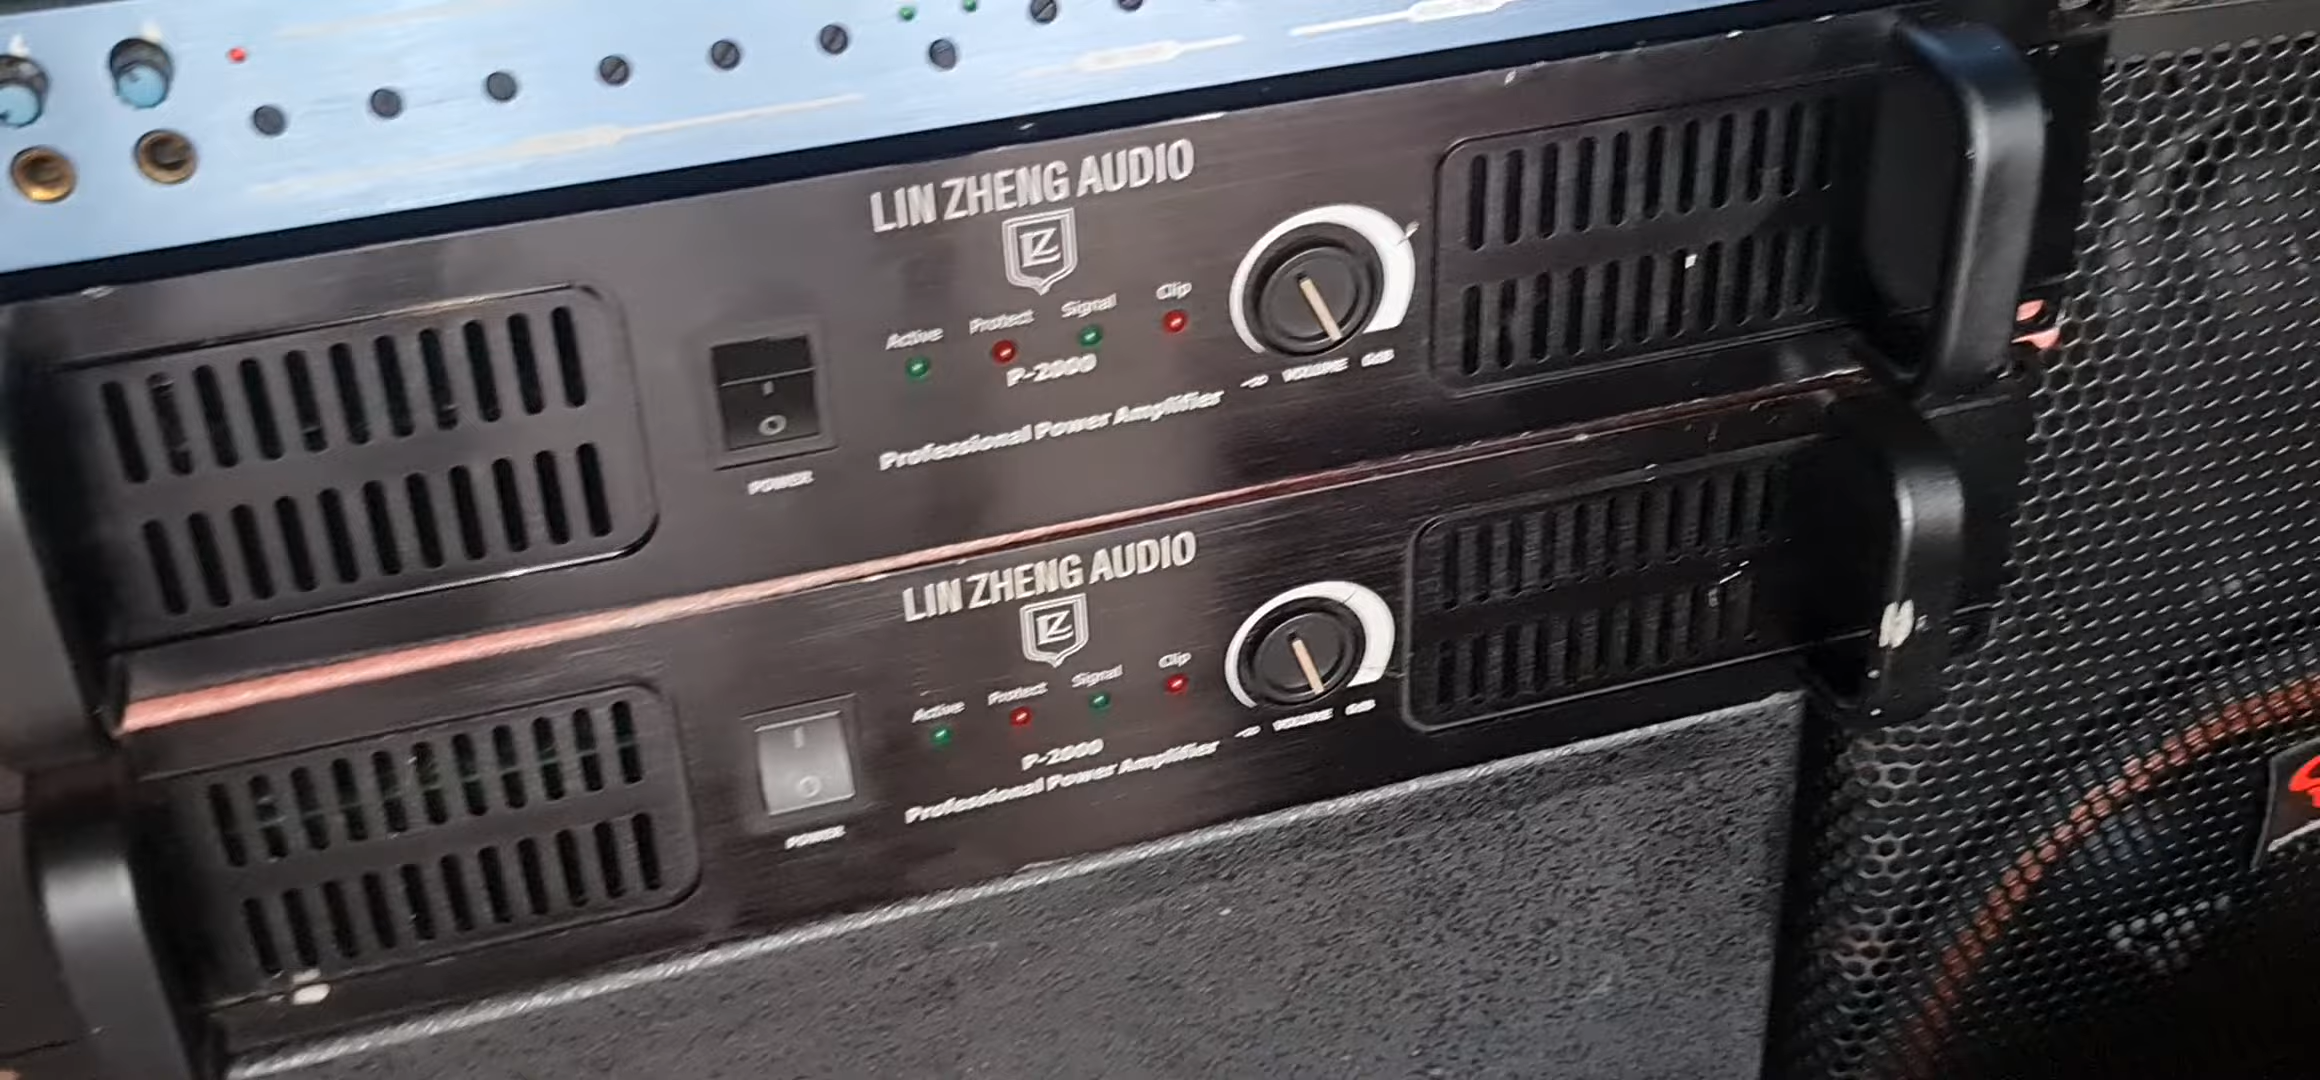 LIN ZHENG AUDIO
LZ
Active Protect Signal Clip
P-2000
-∞ VOLUME 0dB
Professional Power Amplifier
POWER
LIN ZHENG AUDIO
LZ
Active Protect Signal Clip
-∞ VOLUME 0dB
P-2000
Professional Power Amplifier
POWER